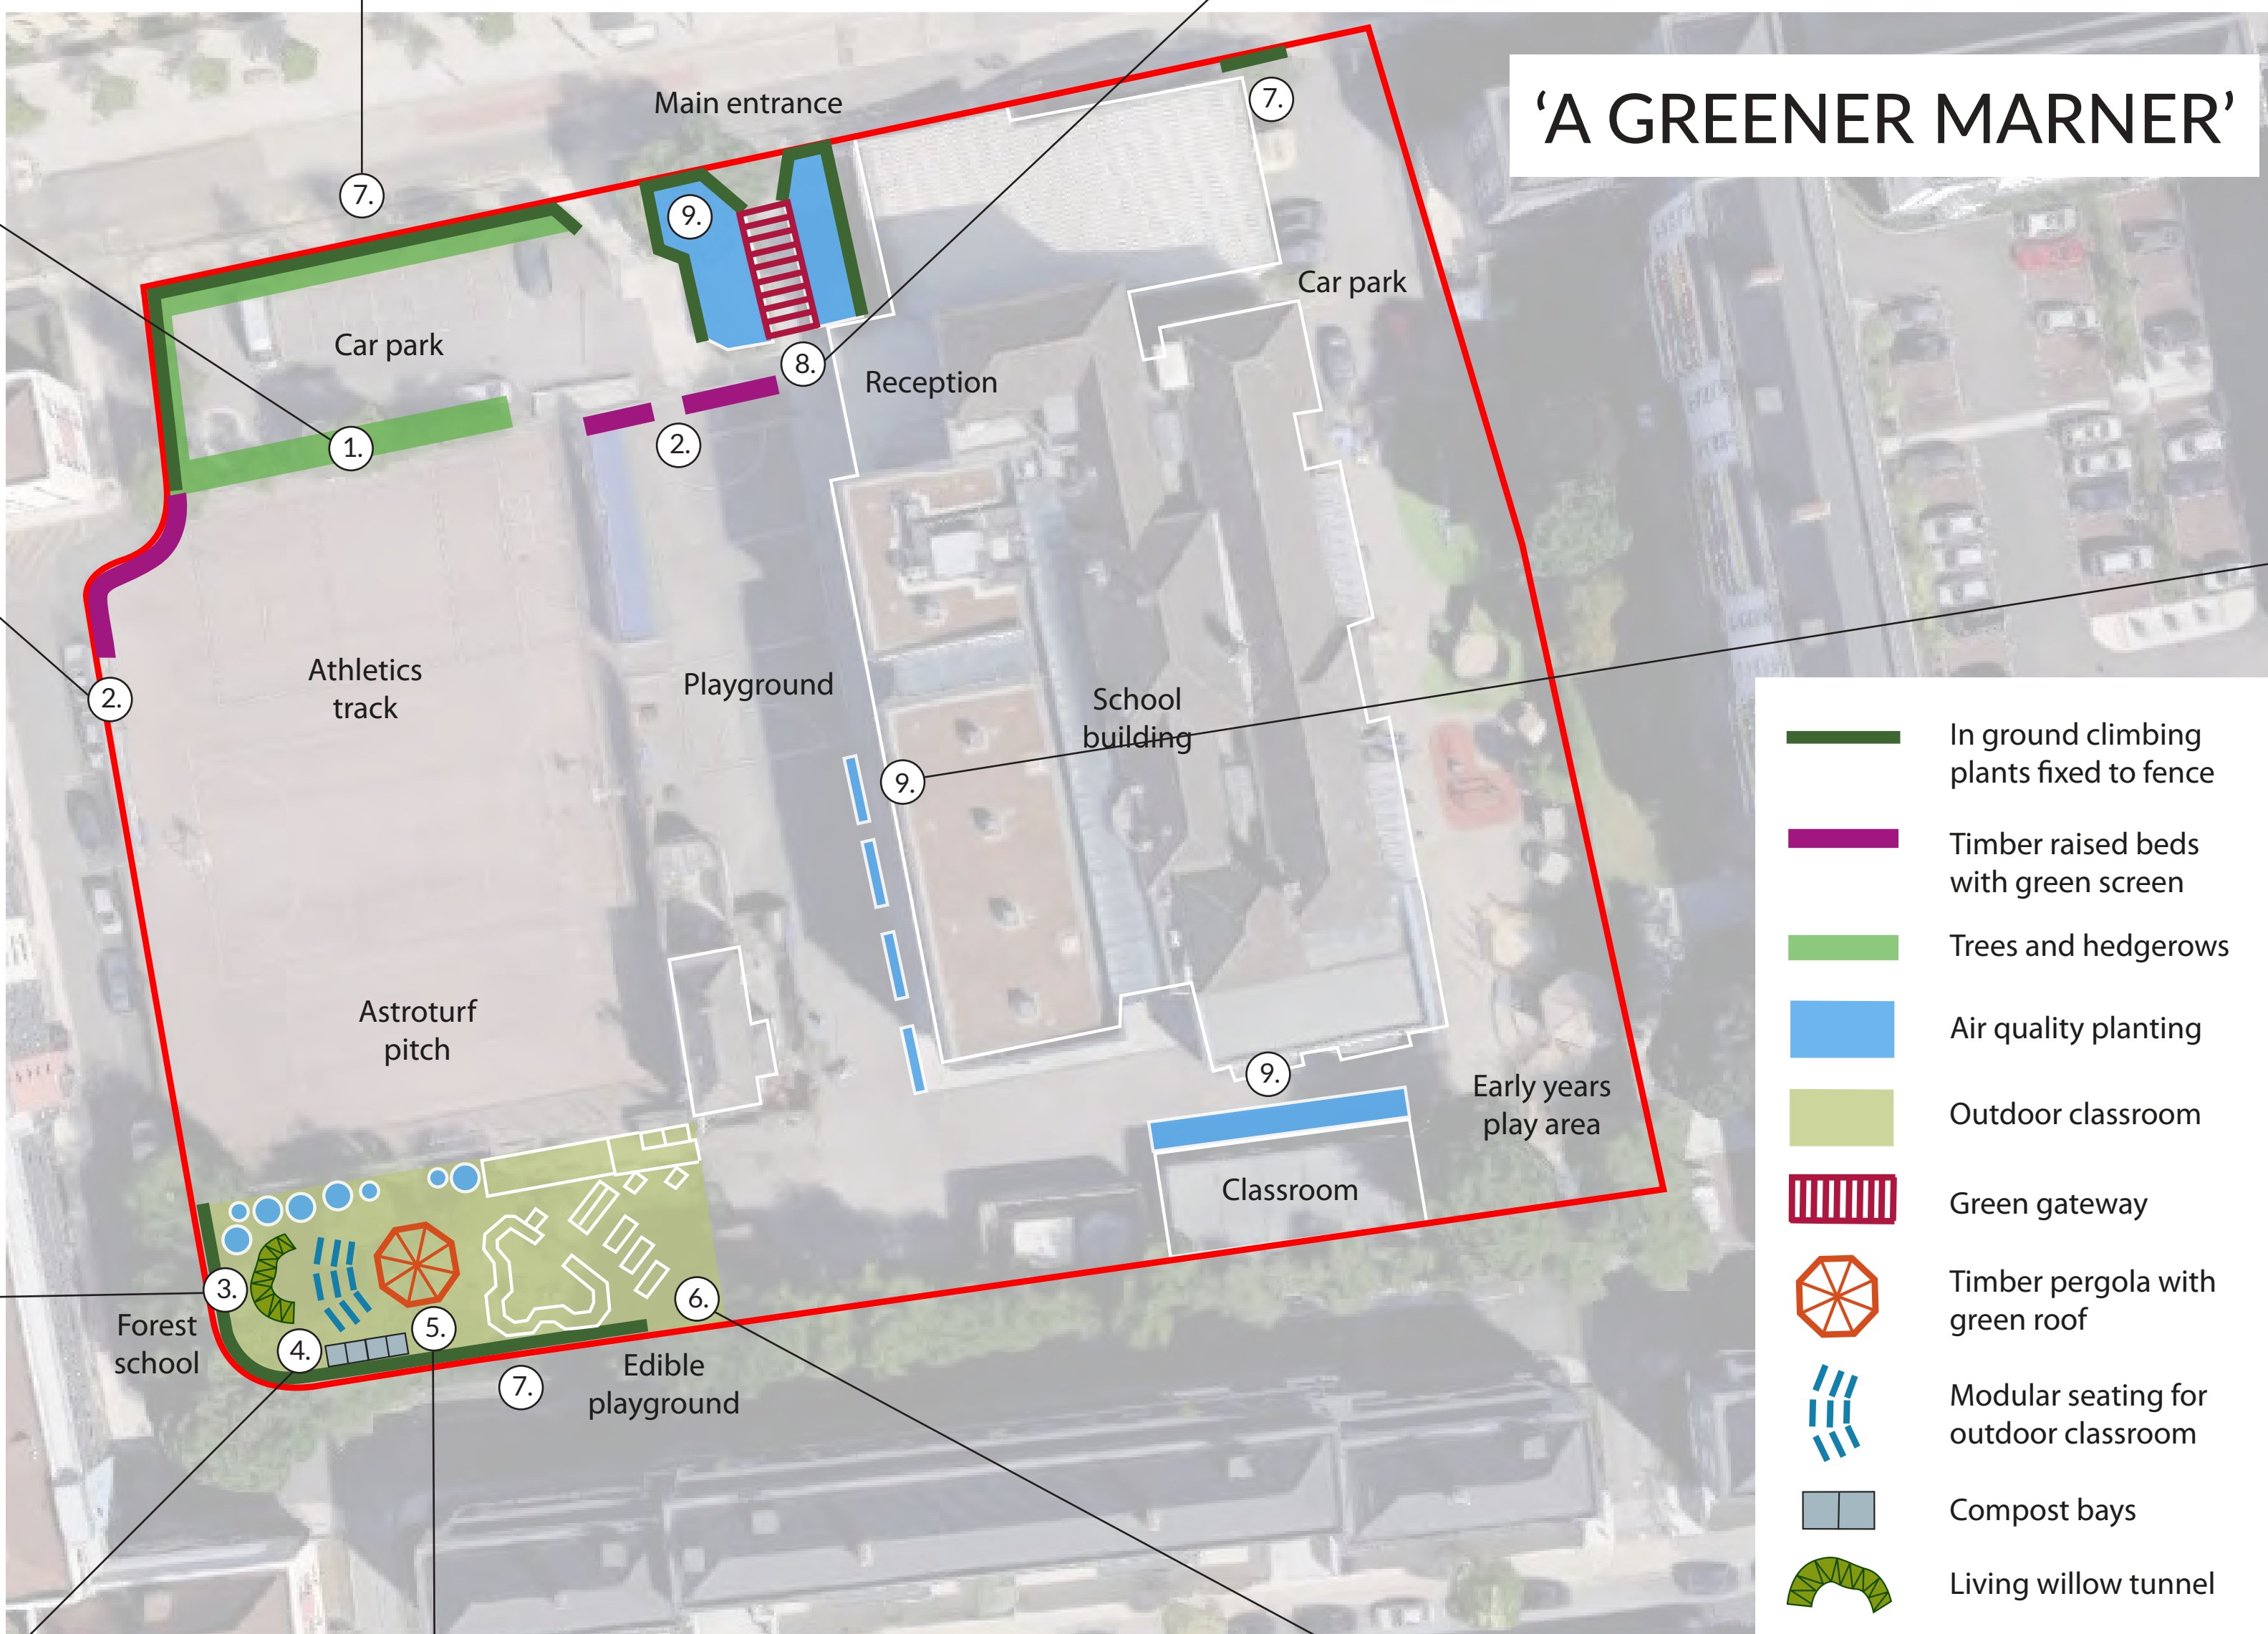 ‘A GREENER MARNER’
Main entrance
7.
7.
9.
Car park
Car park
8.
Reception
1.
2.
Athletics
track
2.
Playground
School
building
9.
Astroturf
pitch
9.
Early years
play area
Classroom
3.
Forest
school
4.
5.
6.
7.
Edible
playground
In ground climbing
plants fixed to fence
Timber raised beds
with green screen
Trees and hedgerows
Air quality planting
Outdoor classroom
Green gateway
Timber pergola with
green roof
Modular seating for
outdoor classroom
Compost bays
Living willow tunnel